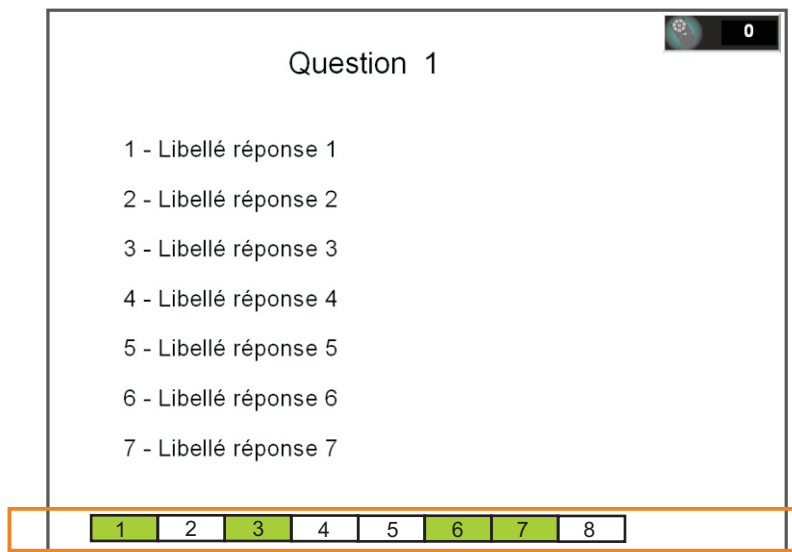 0
Question 1
1 - Libellé réponse 1
2 - Libellé réponse 2
3 - Libellé réponse 3
4 - Libellé réponse 4
5 - Libellé réponse 5
6 - Libellé réponse 6
7 - Libellé réponse 7
1 2 3 4 5 6 7 8